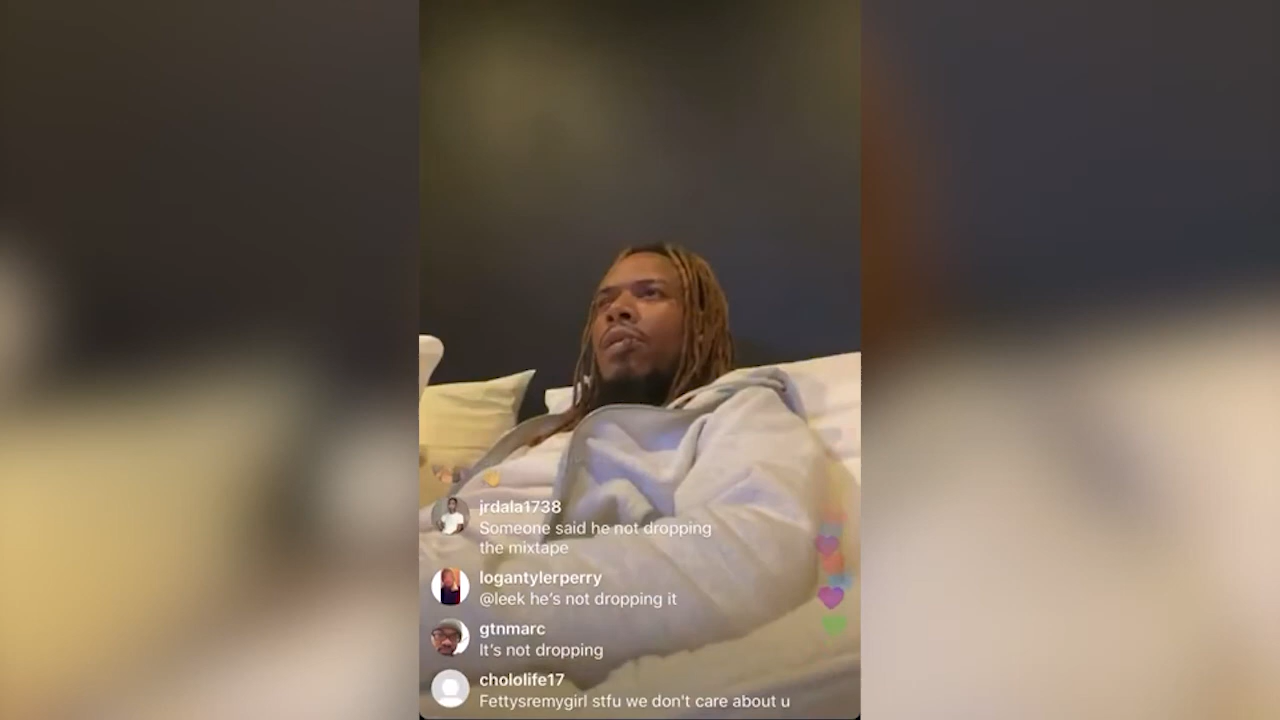 jrdala1738
Someone said he not dropping
the mixtape
logantylerperry
@leek he's not dropping it
gtnmarc
It's not dropping
chololife17
Fettysremygirl stfu we don't care about u